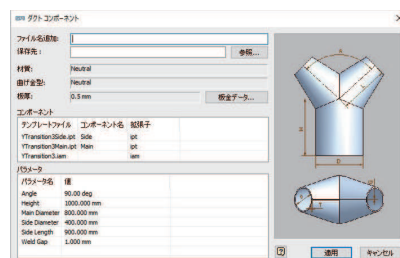 ダクト コンポーネント
ファイル名追加:
保存先: 参照...
材質: Neutral
曲げ金型: Neutral
板厚: 0.5 mm 板金データ...
コンポーネント
テンプレートファイル コンポーネント名 拡張子
YTransition3Side.ipt Side ipt
YTransition3Main.ipt Main ipt
YTransition3.iam iam
パラメータ
パラメータ名 値
Angle 90.00 deg
Height 1000.000 mm
Main Diameter 800.000 mm
Side Diameter 400.000 mm
Side Length 900.000 mm
Weld Gap 1.000 mm
A
H
D
適用 キャンセル